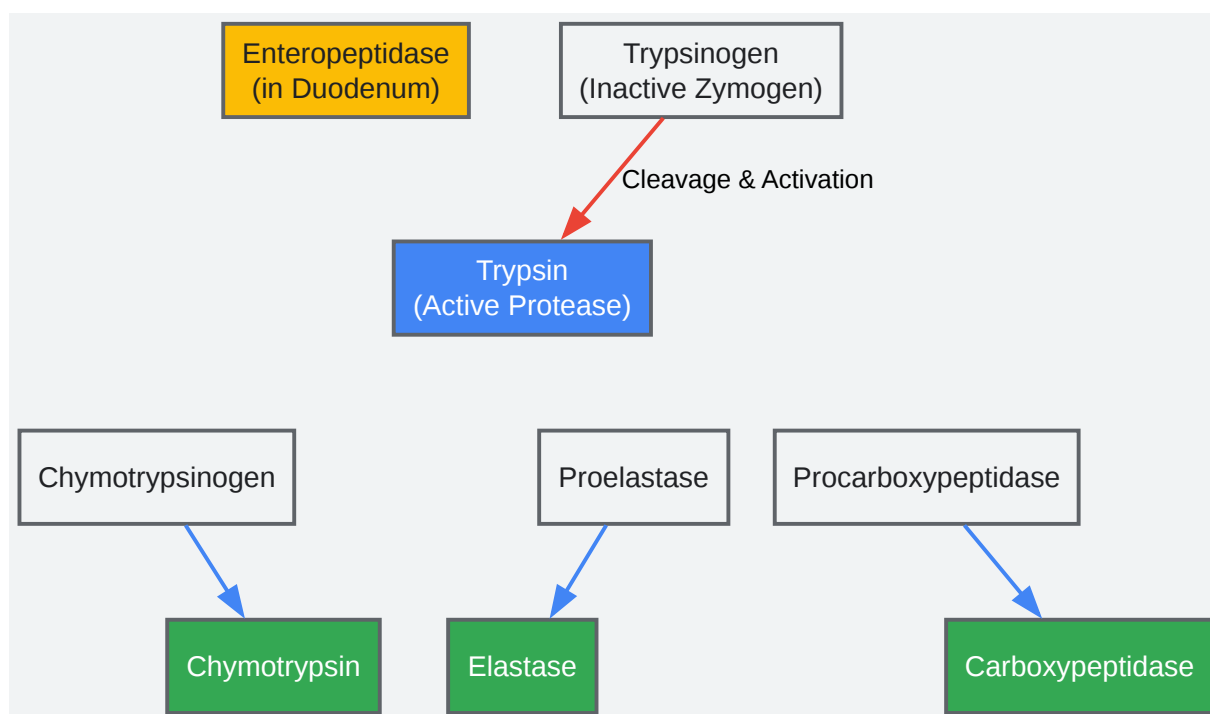 Enteropeptidase
(in Duodenum)
Trypsinogen
(Inactive Zymogen)
Cleavage & Activation
Trypsin
(Active Protease)
Chymotrypsinogen
Proelastase
Procarboxypeptidase
Chymotrypsin
Elastase
Carboxypeptidase